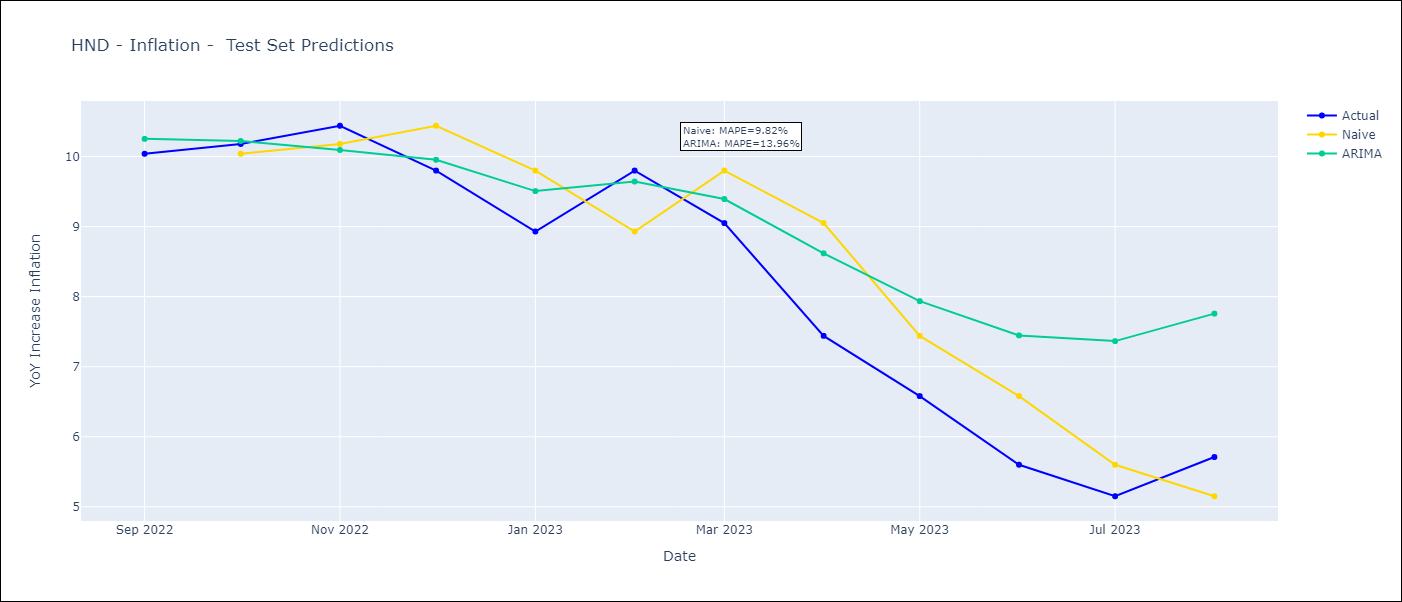 HND - Inflation -  Test Set Predictions
Actual
Naive
ARIMA
Naive: MAPE=9.82%
ARIMA: MAPE=13.96%
YoY Increase Inflation
10
9
8
7
6
5
Sep 2022
Nov 2022
Jan 2023
Mar 2023
May 2023
Jul 2023
Date